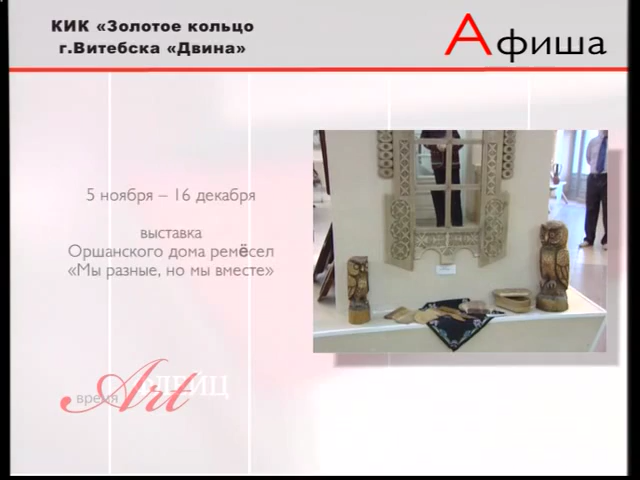 КИК «Золотое кольцо
г.Витебска «Двина»
Афиша
5 ноября – 16 декабря
выставка
Оршанского дома ремёсел
«Мы разные, но мы вместе»
время Art